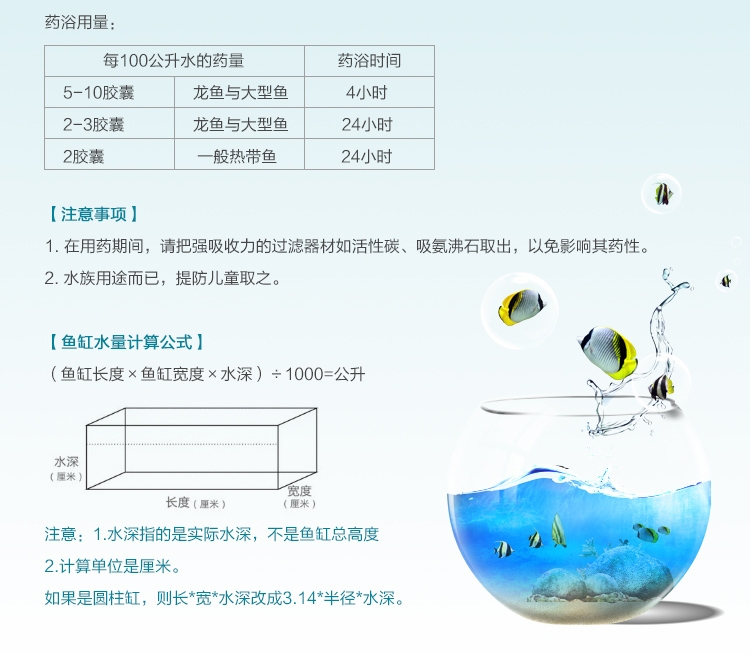 药浴用量：
每100公升水的药量 药浴时间
5-10胶囊 龙鱼与大型鱼 4小时
2-3胶囊 龙鱼与大型鱼 24小时
2胶囊 一般热带鱼 24小时
【注意事项】
1. 在用药期间，请把强吸收力的过滤器材如活性碳、吸氨沸石取出，以免影响其药性。
2. 水族用途而已，提防儿童取之。
【鱼缸水量计算公式】
（鱼缸长度×鱼缸宽度×水深）÷1000=公升
水深
（厘米）
长度（厘米）
宽度
（厘米）
注意：1.水深指的是实际水深，不是鱼缸总高度
2.计算单位是厘米。
如果是圆柱缸，则长*宽*水深改成3.14*半径*水深。